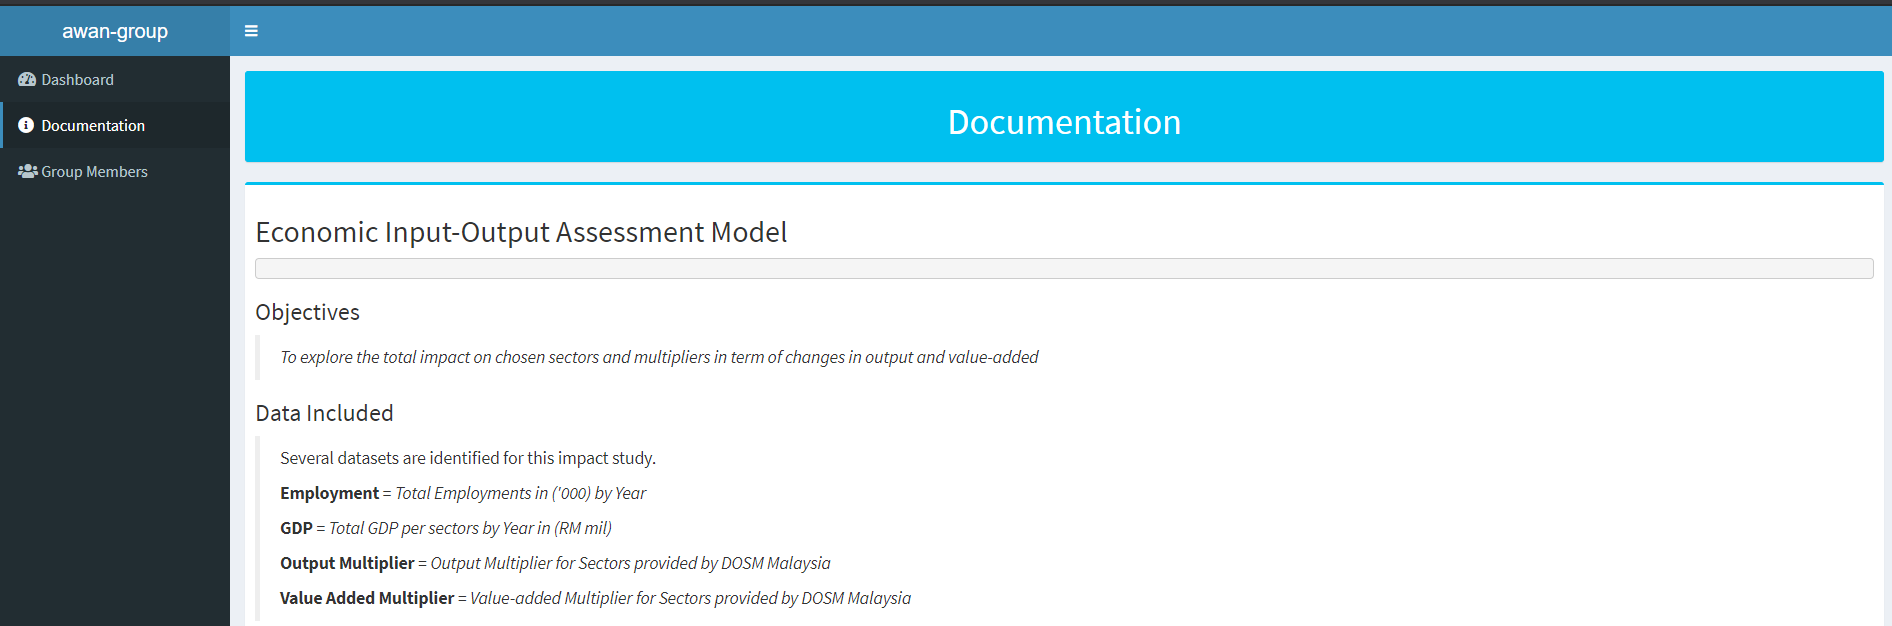 awan-group
Dashboard
Documentation
Group Members
Documentation
Economic Input-Output Assessment Model
Objectives
To explore the total impact on chosen sectors and multipliers in term of changes in output and value-added
Data Included
Several datasets are identified for this impact study.
Employment = Total Employments in ('000) by Year
GDP = Total GDP per sectors by Year in (RM mil)
Output Multiplier = Output Multiplier for Sectors provided by DOSM Malaysia
Value Added Multiplier = Value-added Multiplier for Sectors provided by DOSM Malaysia